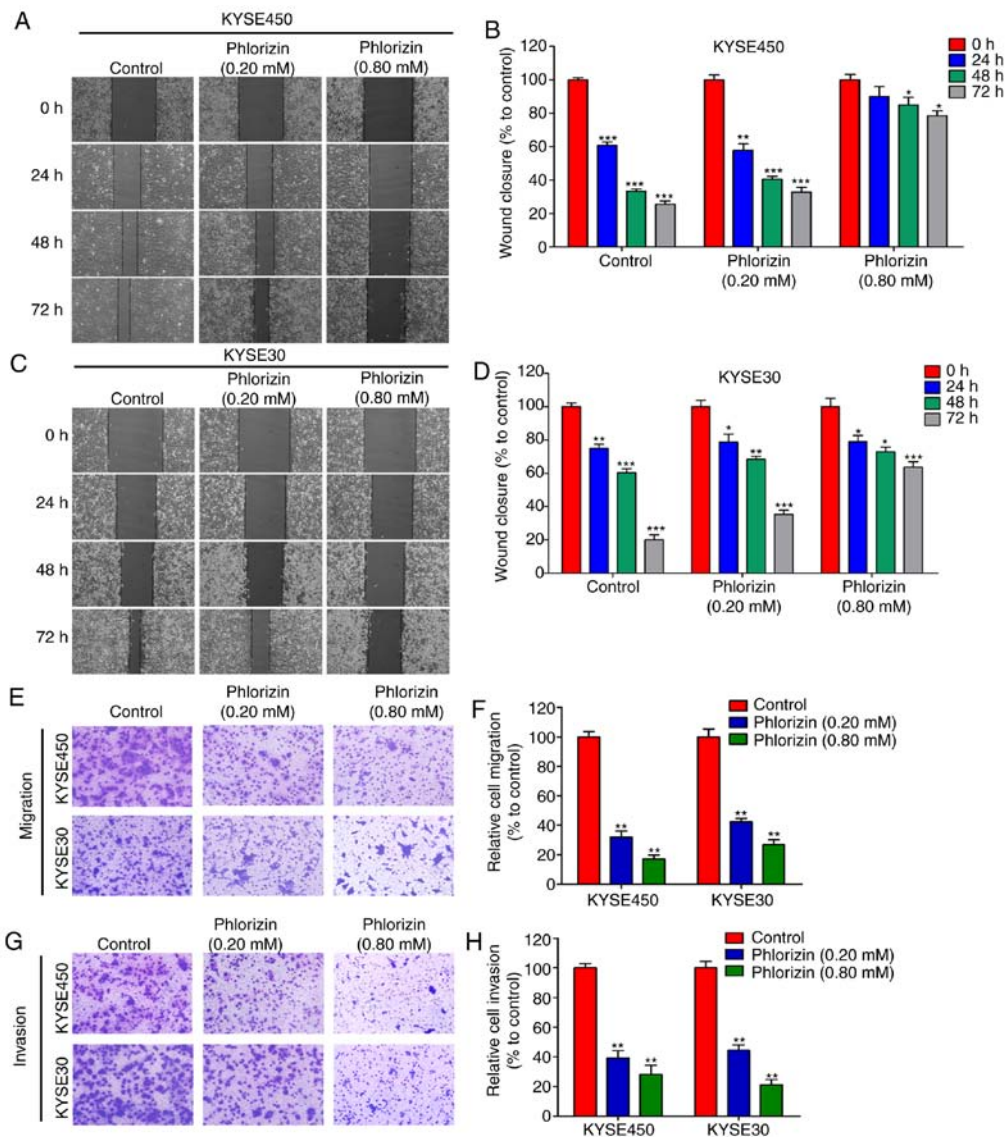 A
KYSE450
Control
Phlorizin
(0.20 mM)
Phlorizin
(0.80 mM)
0 h
24 h
48 h
72 h
B
KYSE450
0 h
24 h
48 h
72 h
Wound closure (% to control)
120
100
80
60
40
20
0
***
***
***
**
***
***
*
*
Control
Phlorizin
(0.20 mM)
Phlorizin
(0.80 mM)
C
KYSE30
Control
Phlorizin
(0.20 mM)
Phlorizin
(0.80 mM)
0 h
24 h
48 h
72 h
D
KYSE30
0 h
24 h
48 h
72 h
Wound closure (% to control)
120
100
80
60
40
20
0
**
***
***
*
**
***
*
*
***
Control
Phlorizin
(0.20 mM)
Phlorizin
(0.80 mM)
E
Control
Phlorizin
(0.20 mM)
Phlorizin
(0.80 mM)
Migration
KYSE450
KYSE30
F
Control
Phlorizin (0.20 mM)
Phlorizin (0.80 mM)
Relative cell migration
(% to control)
120
100
80
60
40
20
0
**
**
**
**
KYSE450
KYSE30
G
Control
Phlorizin
(0.20 mM)
Phlorizin
(0.80 mM)
Invasion
KYSE450
KYSE30
H
Control
Phlorizin (0.20 mM)
Phlorizin (0.80 mM)
Relative cell invasion
(% to control)
120
100
80
60
40
20
0
**
**
**
**
KYSE450
KYSE30